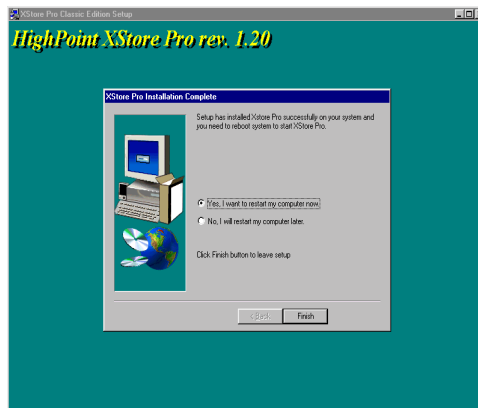 XStore Pro Classic Edition Setup
HighPoint XStore Pro rev. 1.20
XStore Pro Installation Complete
Setup has installed Xstore Pro successfully on your system and
you need to reboot system to start XStore Pro.
Yes, I want to restart my computer now.
No, I will restart my computer later.
Click Finish button to leave setup
< Back
Finish